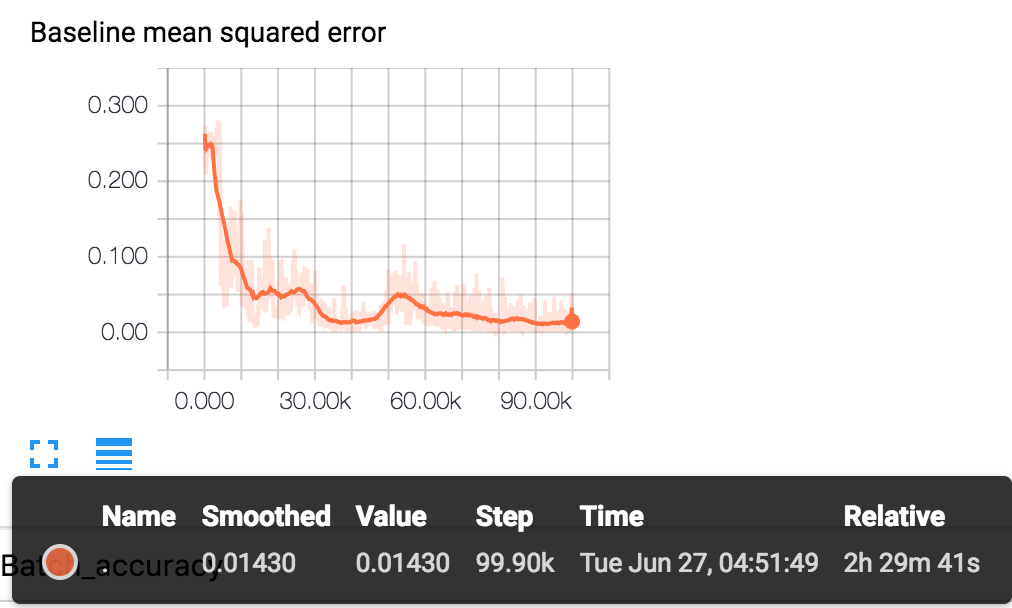 Baseline mean squared error
0.300
0.200
0.100
0.00
0.000 30.00k 60.00k 90.00k
Name Smoothed Value Step Time Relative
Batch_accuracy . 0.01430 0.01430 99.90k Tue Jun 27, 04:51:49 2h 29m 41s